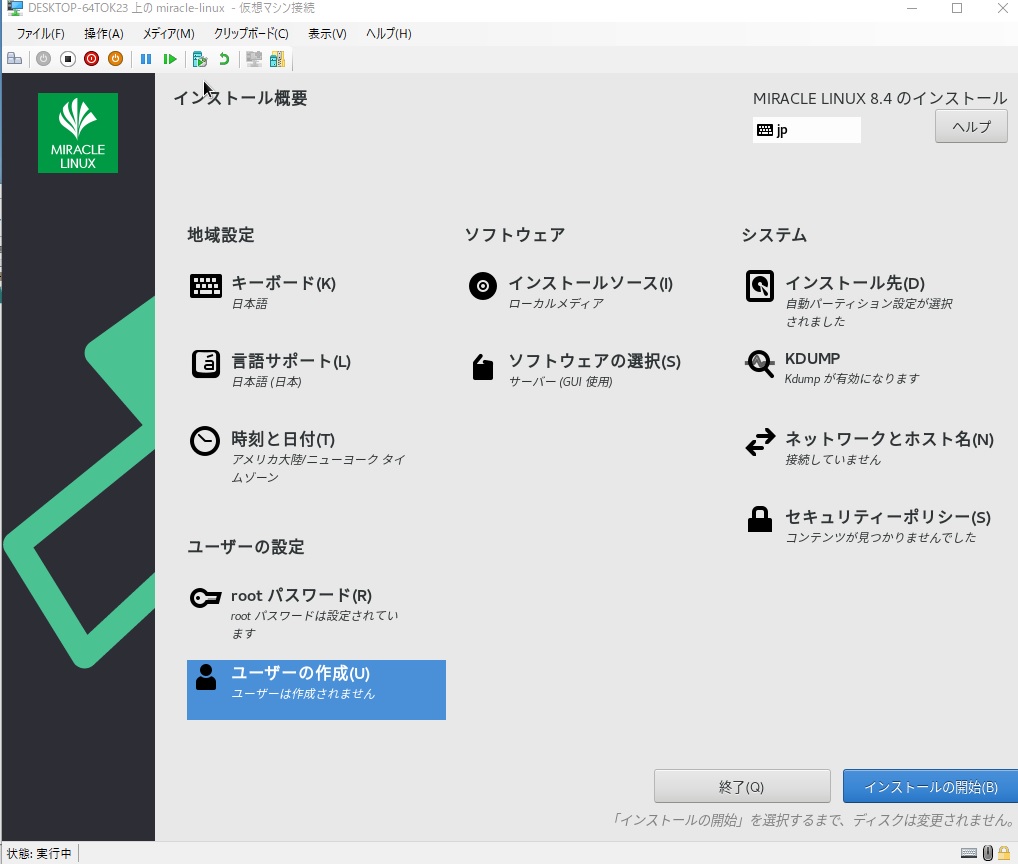 DESKTOP-64TOK23 上の miracle-linux - 仮想マシン接続
ファイル(F) 操作(A) メディア(M) クリップボード(C) 表示(V) ヘルプ(H)
MIRACLE
LINUX
インストール概要
MIRACLE LINUX 8.4 のインストール
jp
ヘルプ
地域設定
キーボード(K)
日本語
言語サポート(L)
日本語 (日本)
時刻と日付(T)
アメリカ大陸/ニューヨーク タイ
ムゾーン
ソフトウェア
インストールソース(I)
ローカルメディア
ソフトウェアの選択(S)
サーバー (GUI 使用)
システム
インストール先(D)
自動パーティション設定が選択
されました
KDUMP
Kdump が有効になります
ネットワークとホスト名(N)
接続していません
セキュリティーポリシー(S)
コンテンツが見つかりませんでした
ユーザーの設定
root パスワード(R)
root パスワードは設定されてい
ます
ユーザーの作成(U)
ユーザーは作成されません
終了(Q)
インストールの開始(B)
「インストールの開始」を選択するまで、ディスクは変更されません。
状態: 実行中